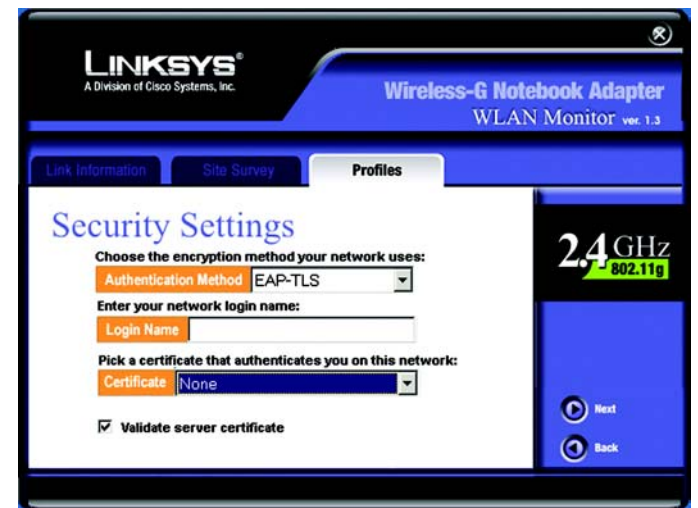 LINKSYS®
A Division of Cisco Systems, Inc.
Wireless-G Notebook Adapter
WLAN Monitor ver. 1.3
Link Information
Site Survey
Profiles
Security Settings
Choose the encryption method your network uses:
Authentication Method EAP-TLS
Enter your network login name:
Login Name
Pick a certificate that authenticates you on this network:
Certificate None
Validate server certificate
2.4 GHz
802.11g
Next
Back